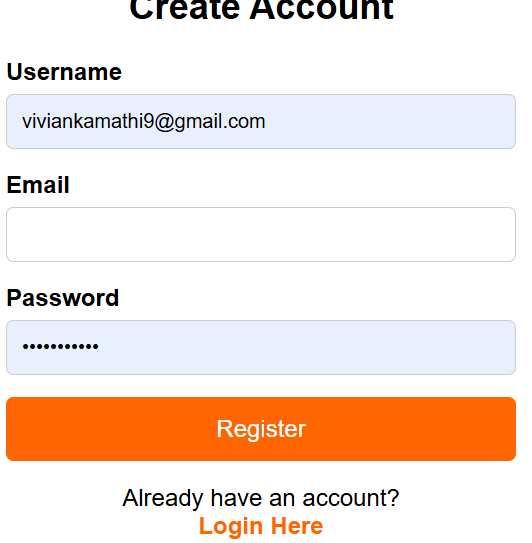 Create Account
Username
viviankamathi9@gmail.com
Email
Password
•••••••••••
Register
Already have an account?
Login Here